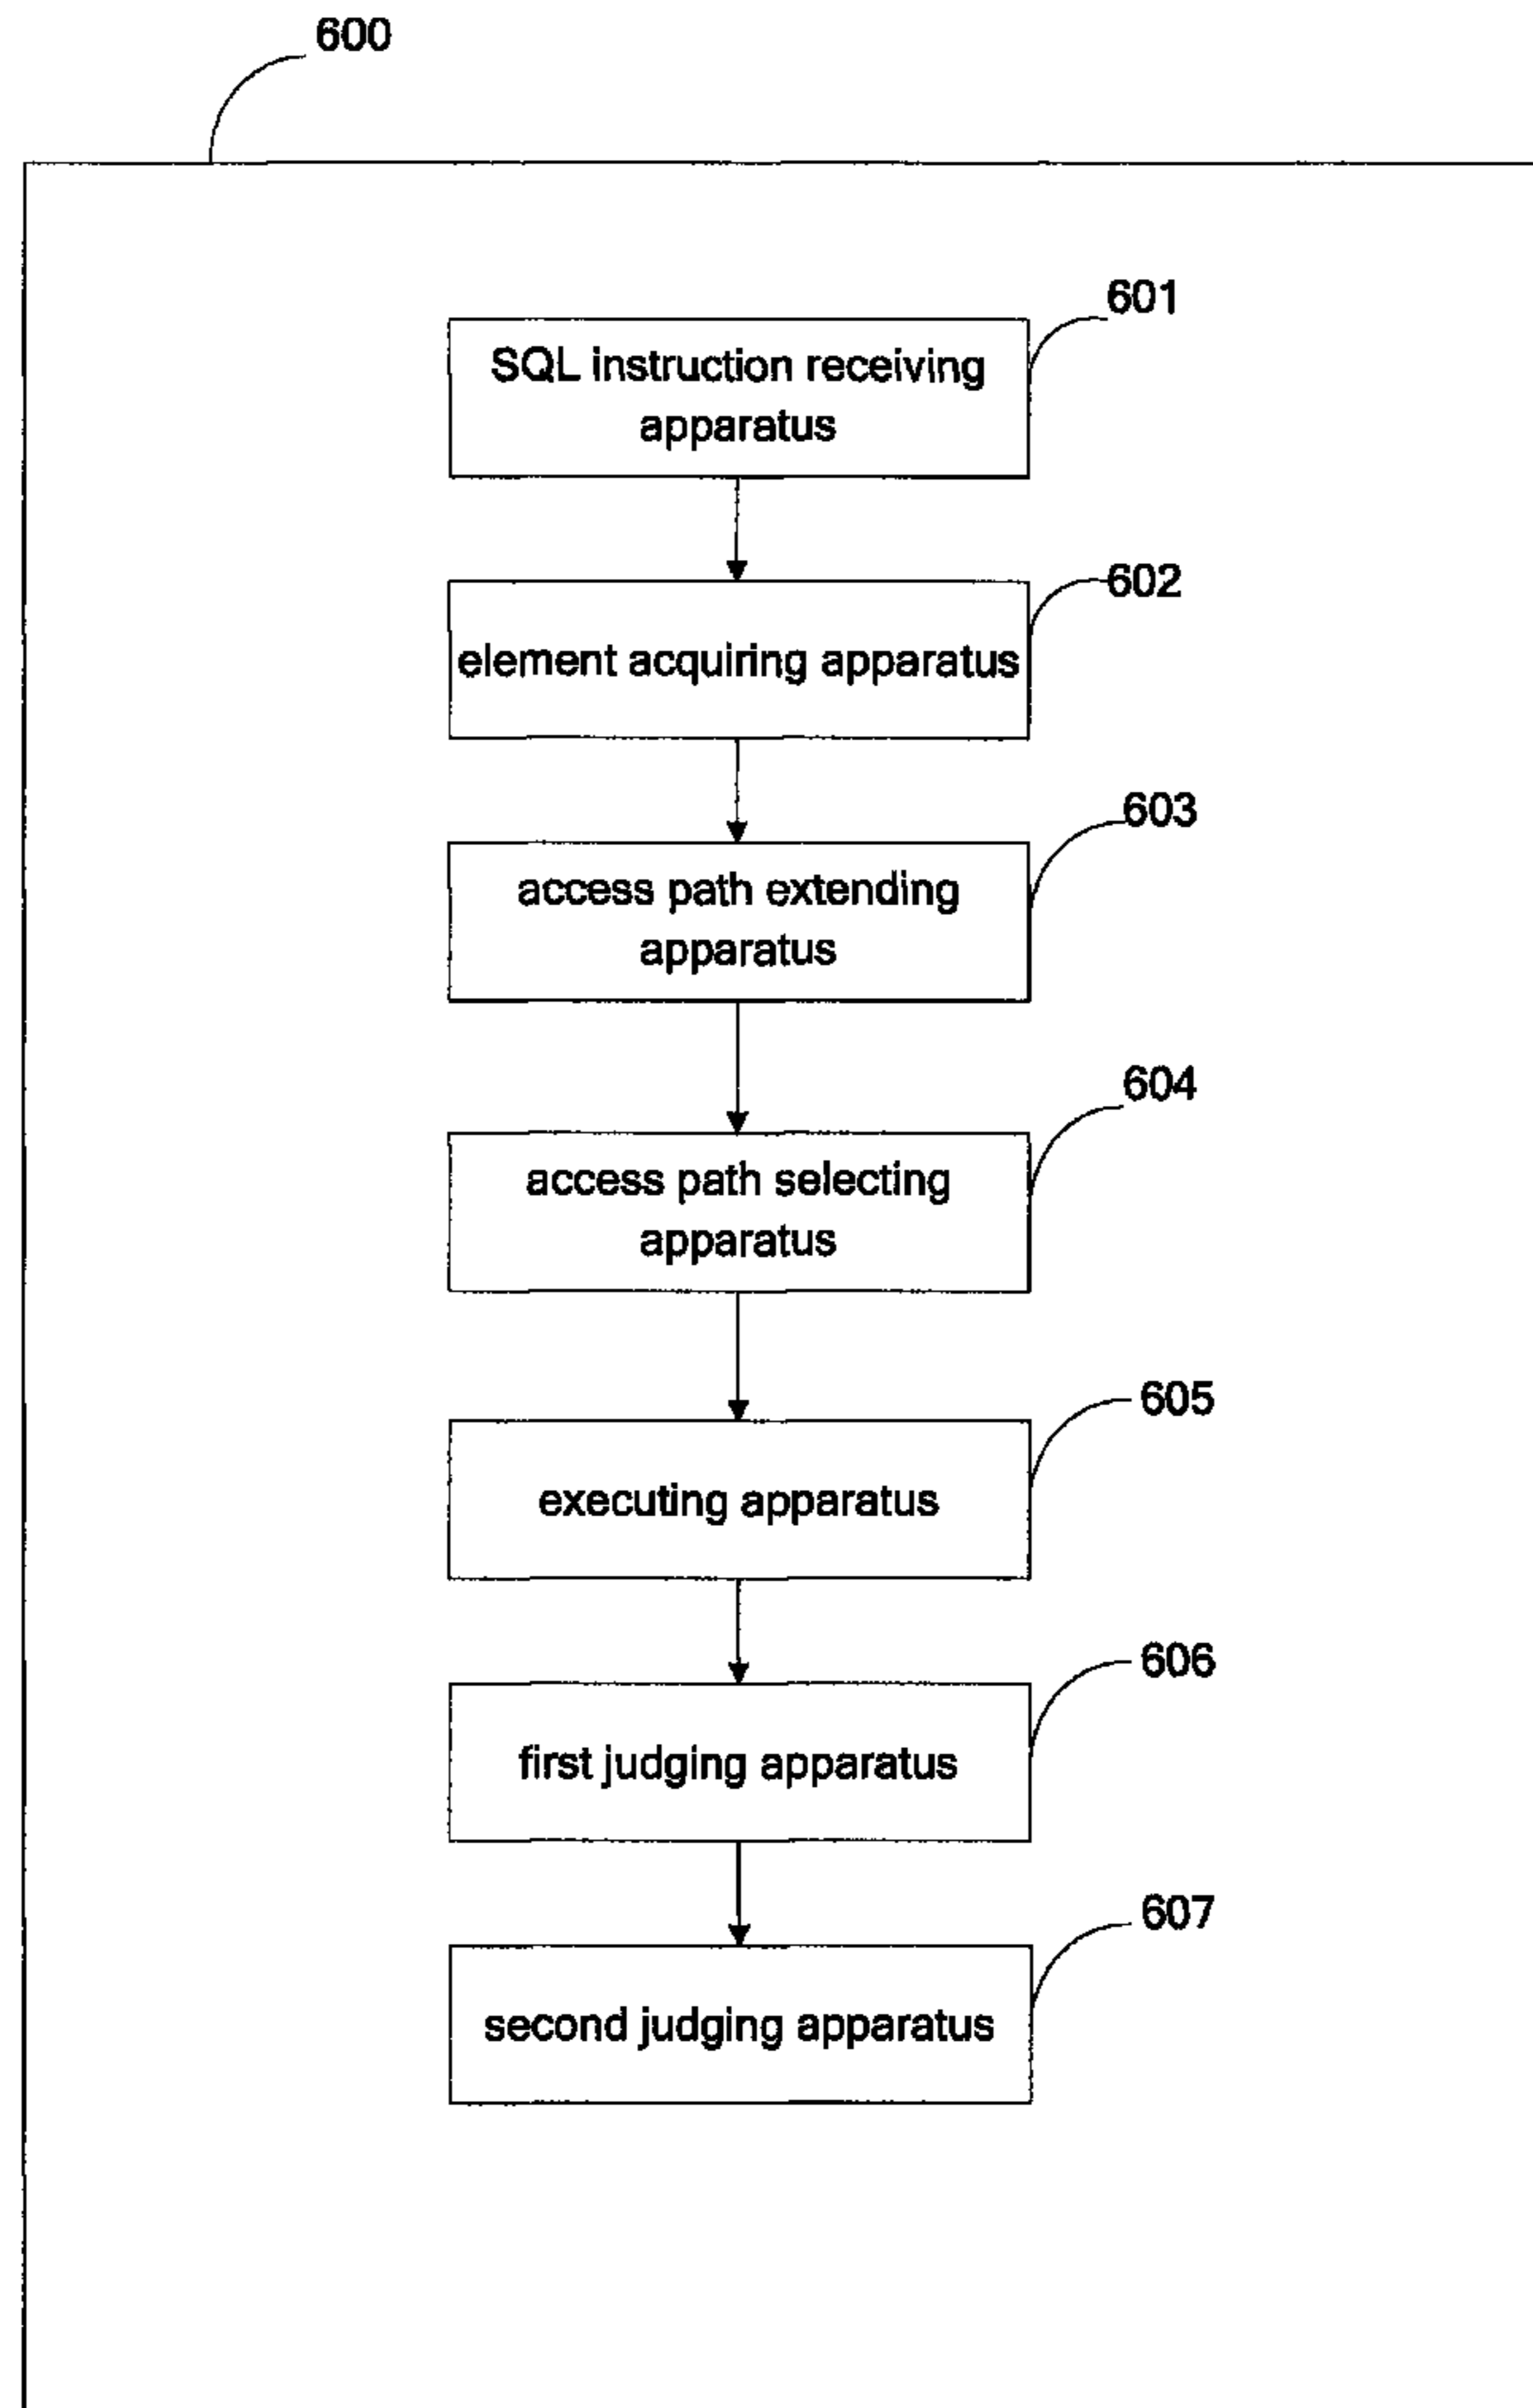 600
601
SQL instruction receiving
apparatus
602
element acquiring apparatus
603
access path extending
apparatus
604
access path selecting
apparatus
605
executing apparatus
606
first judging apparatus
607
second judging apparatus